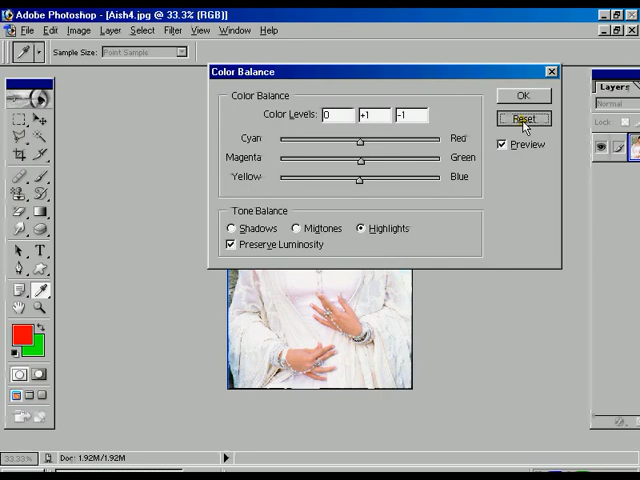 Adobe Photoshop - [Aish4.jpg @ 33.3% (RGB)]
File Edit Image Layer Select Filter View Window Help
Sample Size: Point Sample
Color Balance
Color Balance
Color Levels: 0 +1 -1
Cyan Red
Magenta Green
Yellow Blue
Tone Balance
Shadows Midtones Highlights
Preserve Luminosity
OK
Reset
Preview
Layers
Normal
Lock:
T
33.33% Doc: 1.92M/1.92M